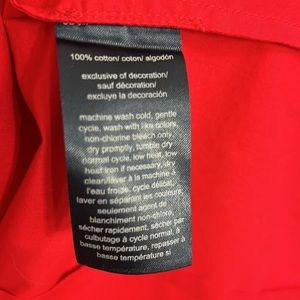 100% cotton/ coton/ algodón
exclusive of decoration/
sauf décoration/
excluye la decoración
machine wash cold, gentle
cycle, wash with like colors,
non-chlorine bleach only
dry promptly, tumble dry
normal cycle, low heat, low
heat iron if necessary, dry
clean/laver à la machine à
l'eau froide, cycle délicat,
laver en séparant les couleurs
seulement agent de
blanchiment non-chlore,
sécher rapidement, sécher par
culbutage à cycle normal, à
basse température, repasser à
basse température si